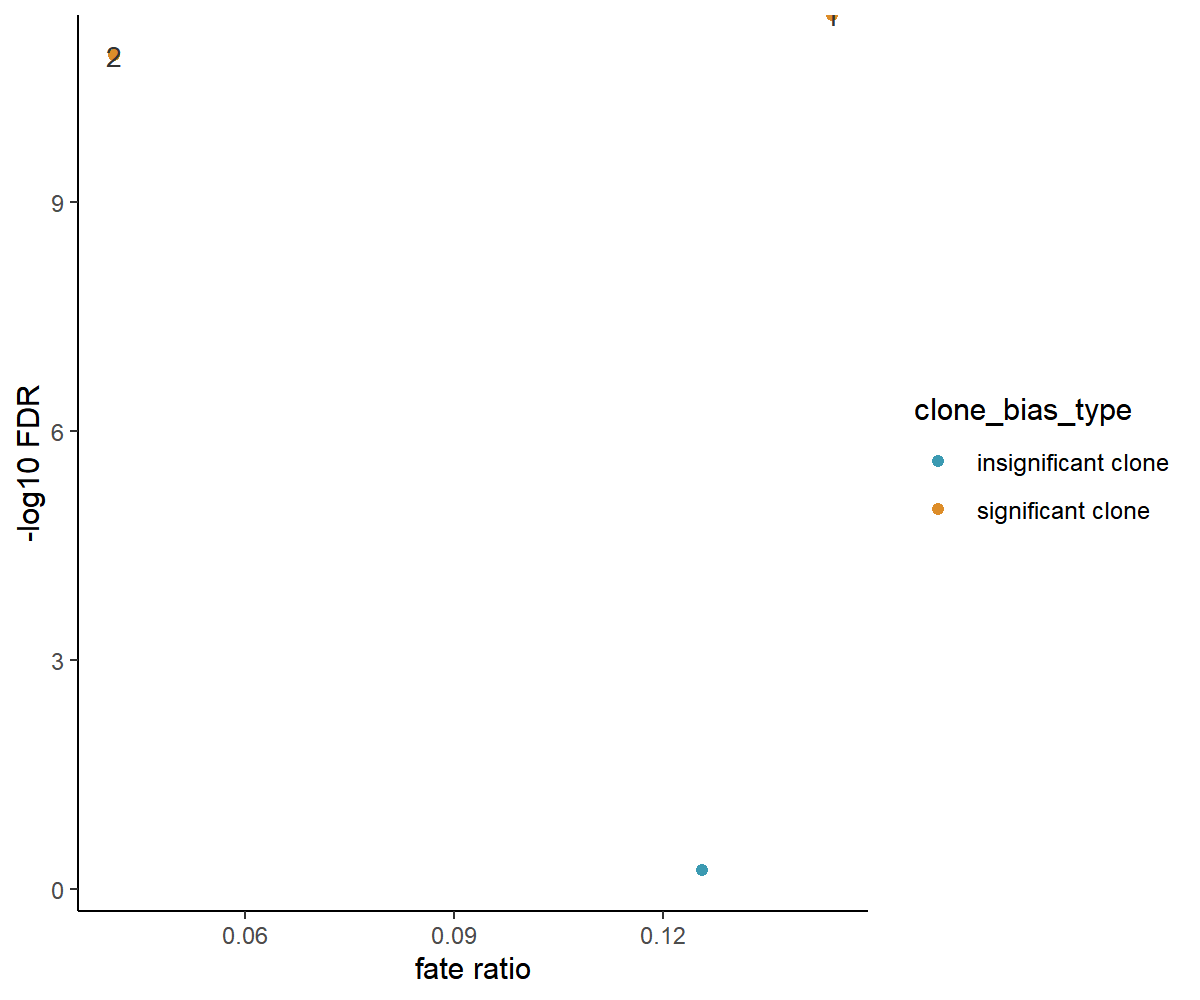 2
9
6
3
0
-log10 FDR
0.06
0.09
0.12
fate ratio
clone_bias_type
insignificant clone
significant clone